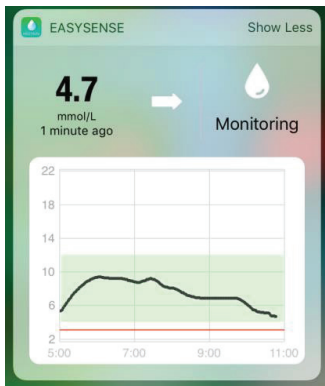 EASYSENSE Show Less
4.7
mmol/L
1 minute ago
Monitoring
22
18
14
10
6
2
5:00 7:00 9:00 11:00